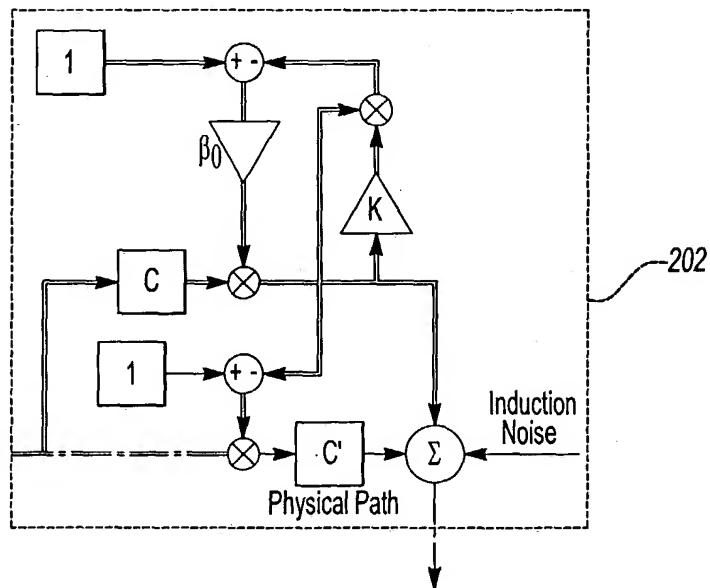 1
+ -
β0
K
C
202
1
+ -
Induction
Noise
C'
Σ
Physical Path